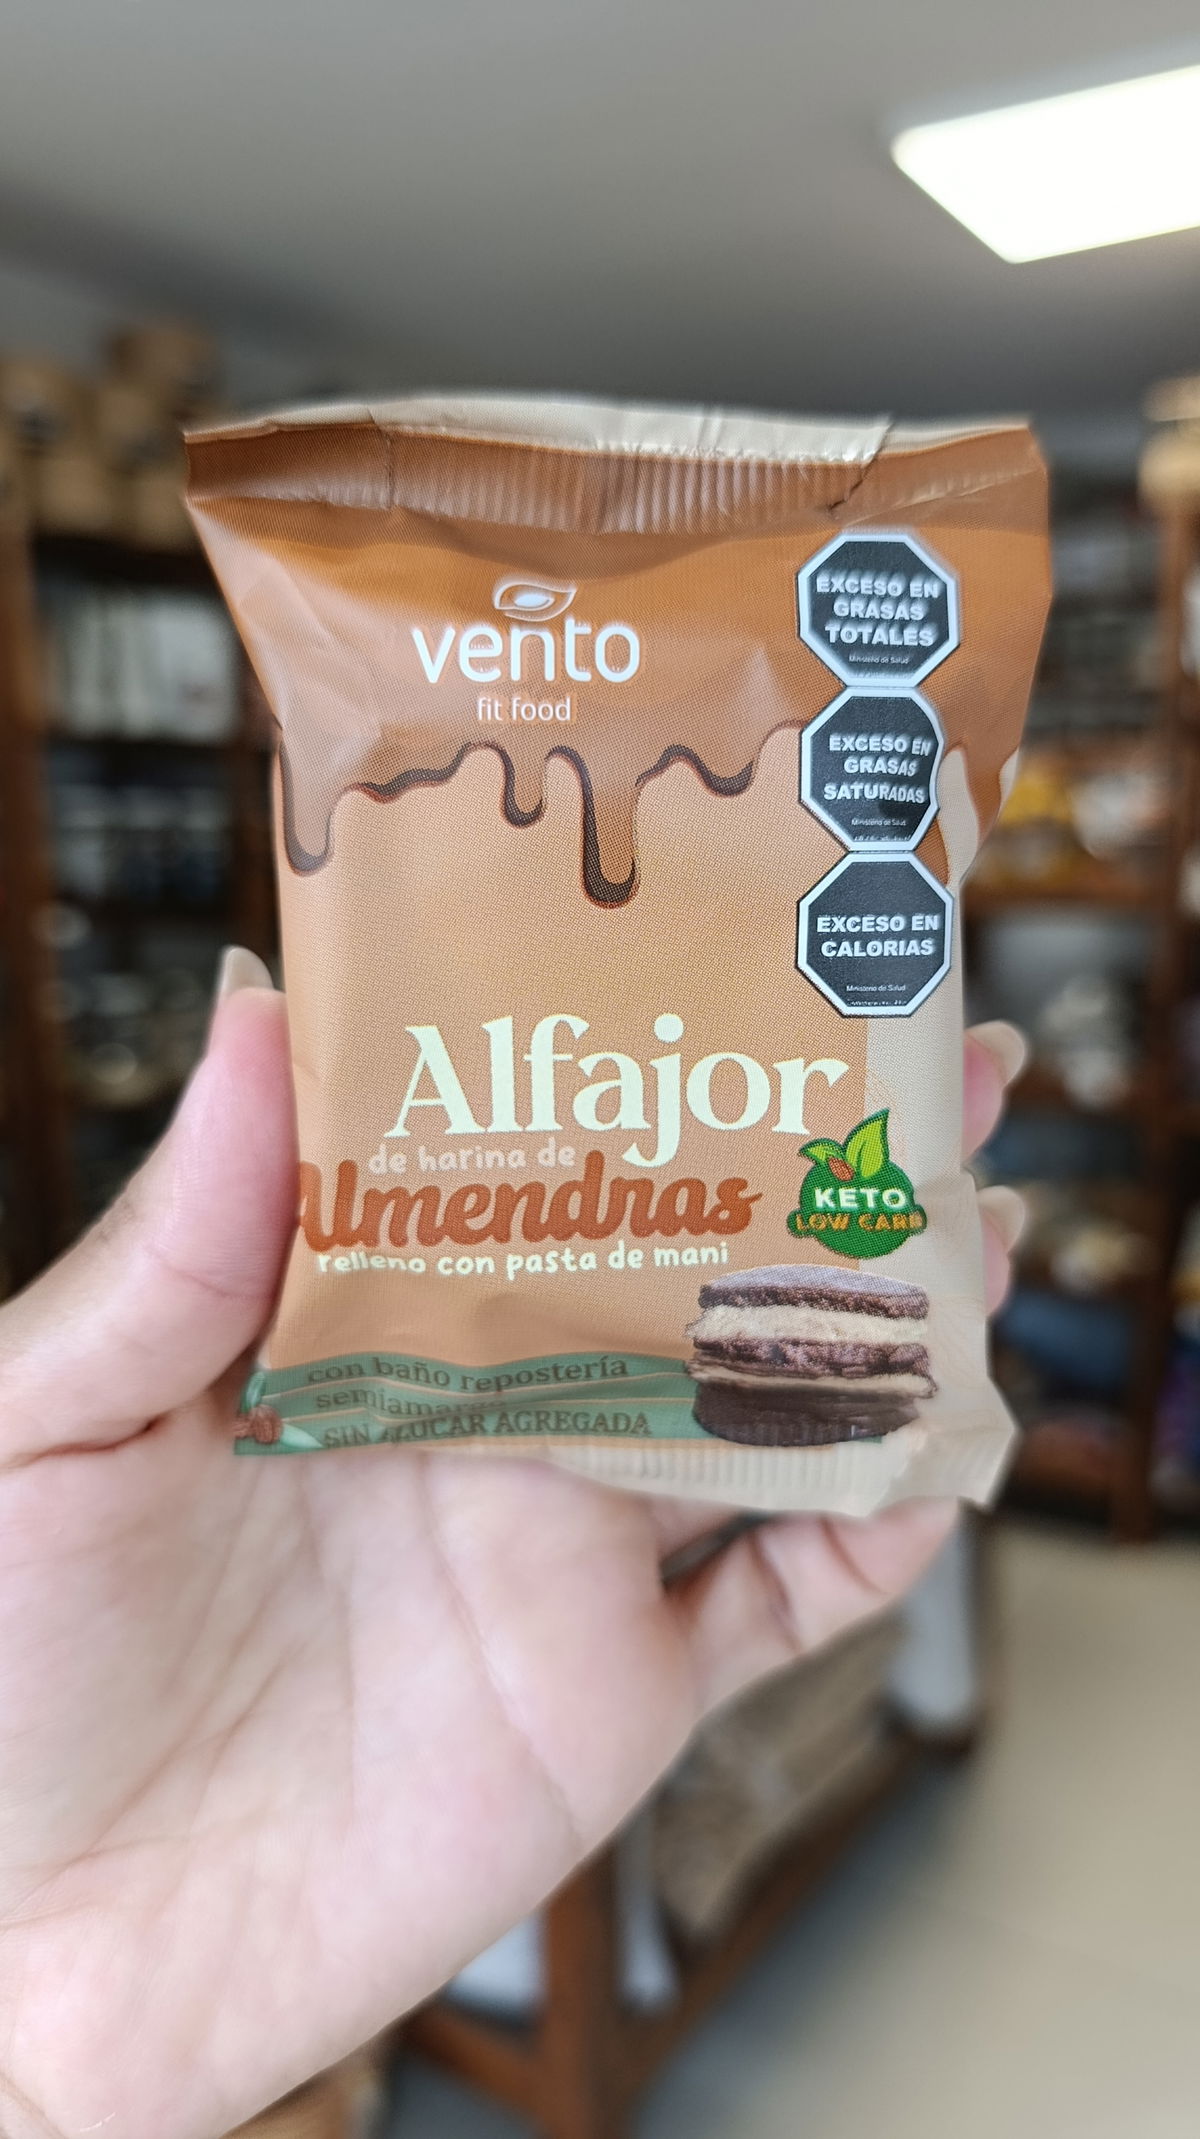 vento
fit food
EXCESO EN
GRASAS
TOTALES
Ministerio de Salud
EXCESO EN
GRASAS
SATURADAS
Ministerio de Salud
EXCESO EN
CALORIAS
Ministerio de Salud
Alfajor
de harina de
Almendras
relleno con pasta de mani
KETO
LOW CARB
con baño repostería
semiamar
SIN AZUCAR AGREGADA